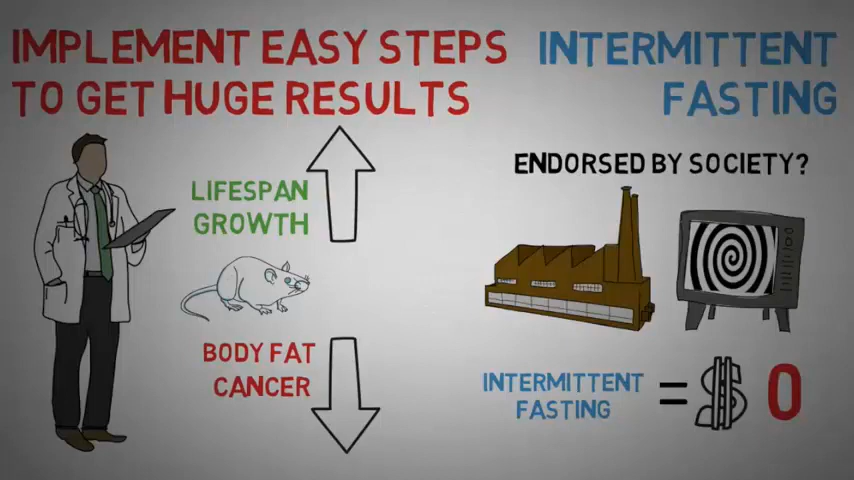 IMPLEMENT EASY STEPS
TO GET HUGE RESULTS
LIFESPAN
GROWTH
BODY FAT
CANCER
INTERMITTENT
FASTING
ENDORSED BY SOCIETY?
INTERMITTENT
FASTING
= $ 0